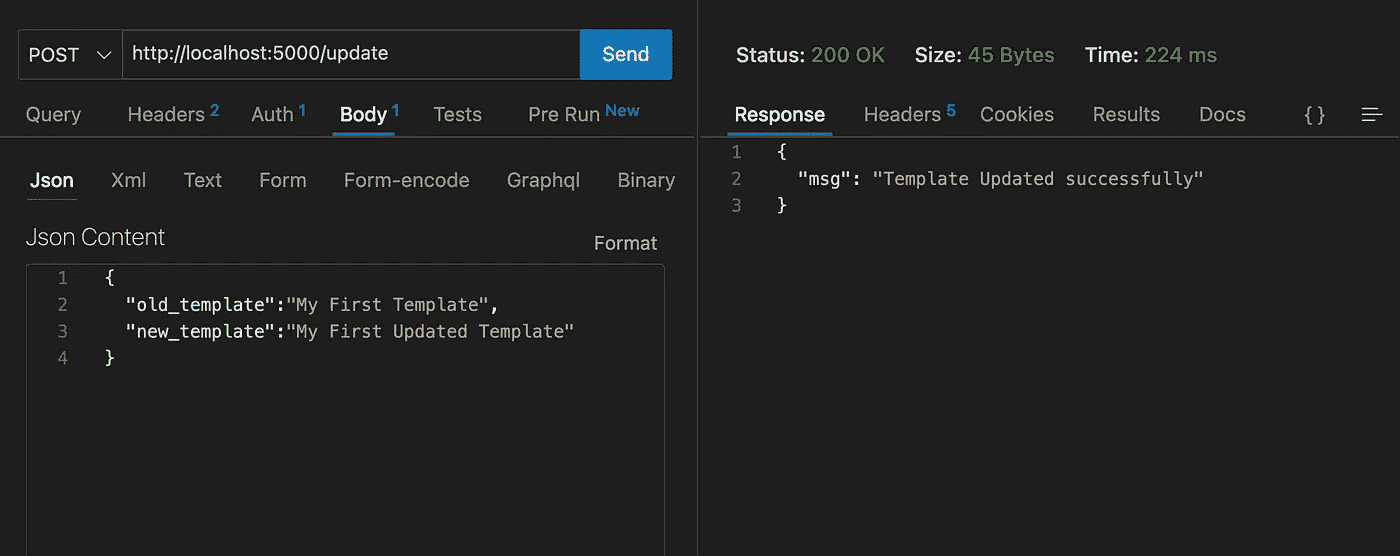 POST http://localhost:5000/update Send
Query Headers 2 Auth 1 Body 1 Tests Pre Run New
Json Xml Text Form Form-encode Graphql Binary
Json Content
Format
1 {
2 "old_template":"My First Template",
3 "new_template":"My First Updated Template"
4 }
Status: 200 OK Size: 45 Bytes Time: 224 ms
Response Headers 5 Cookies Results Docs { }
1 {
2 "msg": "Template Updated successfully"
3 }